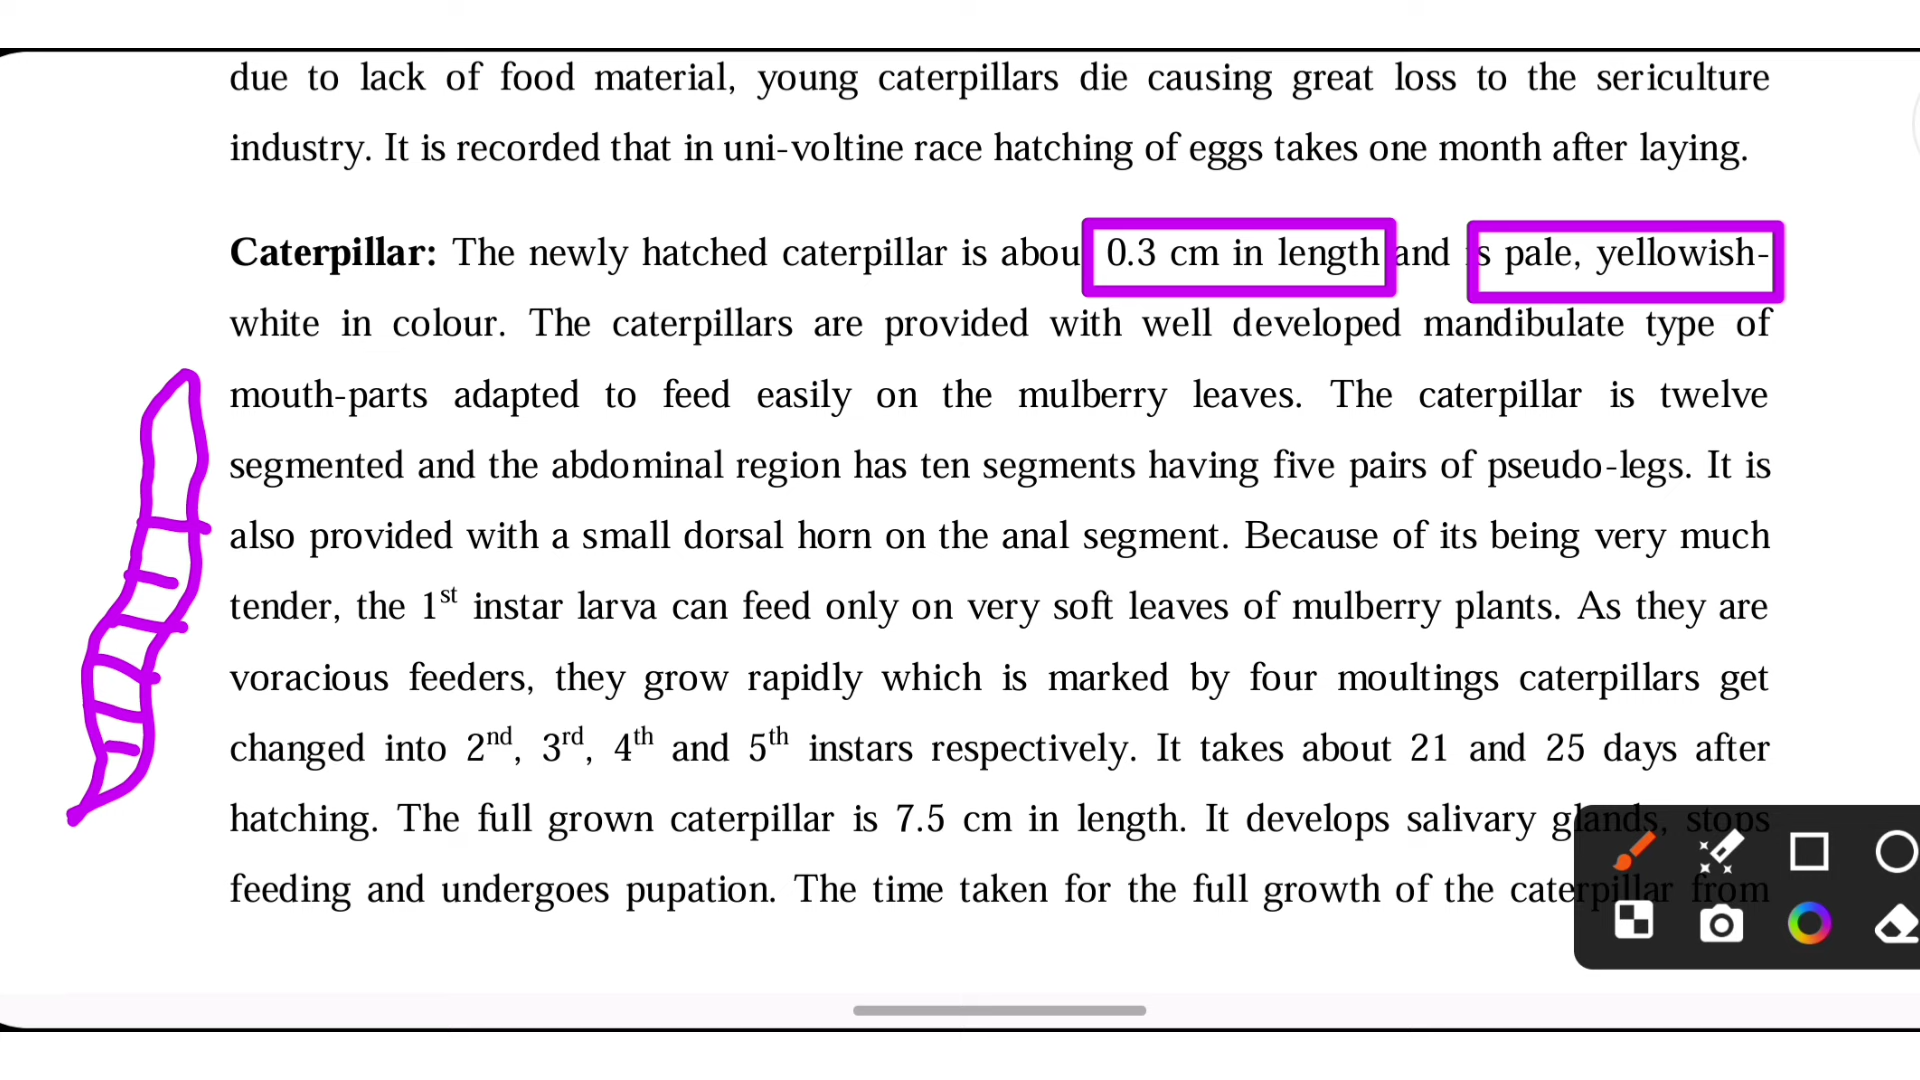 due to lack of food material, young caterpillars die causing great loss to the sericulture
industry. It is recorded that in uni-voltine race hatching of eggs takes one month after laying.
Caterpillar: The newly hatched caterpillar is abou 0.3 cm in length and is pale, yellowish-
white in colour. The caterpillars are provided with well developed mandibulate type of
mouth-parts adapted to feed easily on the mulberry leaves. The caterpillar is twelve
segmented and the abdominal region has ten segments having five pairs of pseudo-legs. It is
also provided with a small dorsal horn on the anal segment. Because of its being very much
tender, the 1st instar larva can feed only on very soft leaves of mulberry plants. As they are
voracious feeders, they grow rapidly which is marked by four moultings caterpillars get
changed into 2nd, 3rd, 4th and 5th instars respectively. It takes about 21 and 25 days after
hatching. The full grown caterpillar is 7.5 cm in length. It develops salivary glands, stops
feeding and undergoes pupation. The time taken for the full growth of the caterpillar from